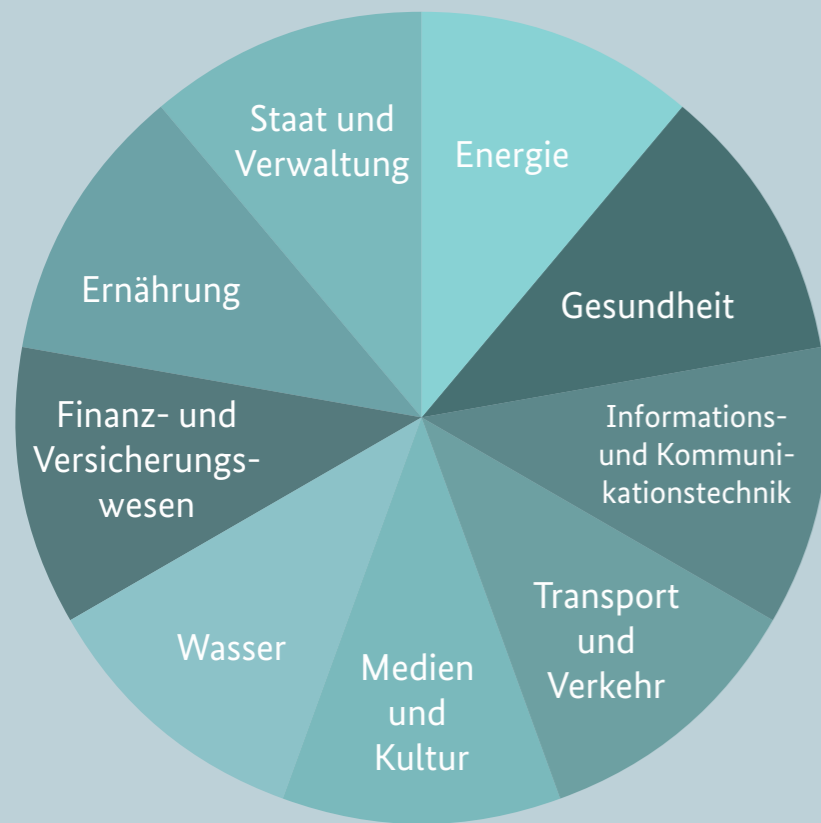 Energie
Gesundheit
Informations-
und Kommuni-
kationstechnik
Transport
und
Verkehr
Medien
und
Kultur
Wasser
Finanz- und
Versicherungs-
wesen
Ernährung
Staat und
Verwaltung